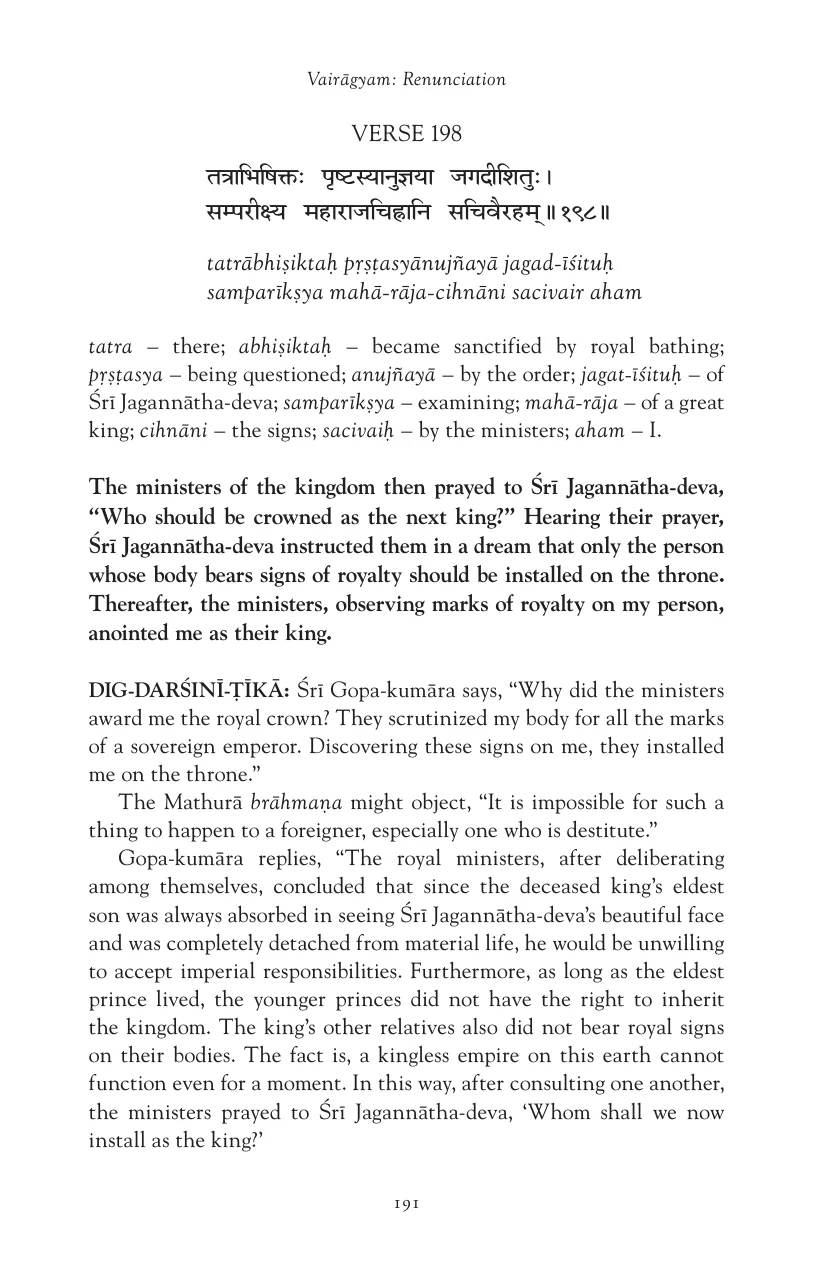 Vairāgyam: Renunciation
VERSE 198
तत्राभिषिक्तः पृष्टस्यानुज्ञया जगदीशितुः।
सम्परीक्ष्य महाराजचिह्नानि सचिवैरहम्॥१९८॥
tatrābhiṣiktaḥ pṛṣṭasyānujñayā jagad-īśituḥ
samparīkṣya mahā-rāja-cihnāni sacivair aham
tatra – there; abhiṣiktaḥ – became sanctified by royal bathing;
pṛṣṭasya – being questioned; anujñayā – by the order; jagat-īśituḥ – of
Śrī Jagannātha-deva; samparīkṣya – examining; mahā-rāja – of a great
king; cihnāni – the signs; sacivaiḥ – by the ministers; aham – I.
The ministers of the kingdom then prayed to Śrī Jagannātha-deva,
“Who should be crowned as the next king?” Hearing their prayer,
Śrī Jagannātha-deva instructed them in a dream that only the person
whose body bears signs of royalty should be installed on the throne.
Thereafter, the ministers, observing marks of royalty on my person,
anointed me as their king.
DIG-DARŚINĪ-ṬĪKĀ: Śrī Gopa-kumāra says, “Why did the ministers
award me the royal crown? They scrutinized my body for all the marks
of a sovereign emperor. Discovering these signs on me, they installed
me on the throne.”
The Mathurā brāhmaṇa might object, “It is impossible for such a
thing to happen to a foreigner, especially one who is destitute.”
Gopa-kumāra replies, “The royal ministers, after deliberating
among themselves, concluded that since the deceased king’s eldest
son was always absorbed in seeing Śrī Jagannātha-deva’s beautiful face
and was completely detached from material life, he would be unwilling
to accept imperial responsibilities. Furthermore, as long as the eldest
prince lived, the younger princes did not have the right to inherit
the kingdom. The king’s other relatives also did not bear royal signs
on their bodies. The fact is, a kingless empire on this earth cannot
function even for a moment. In this way, after consulting one another,
the ministers prayed to Śrī Jagannātha-deva, ‘Whom shall we now
install as the king?’
191